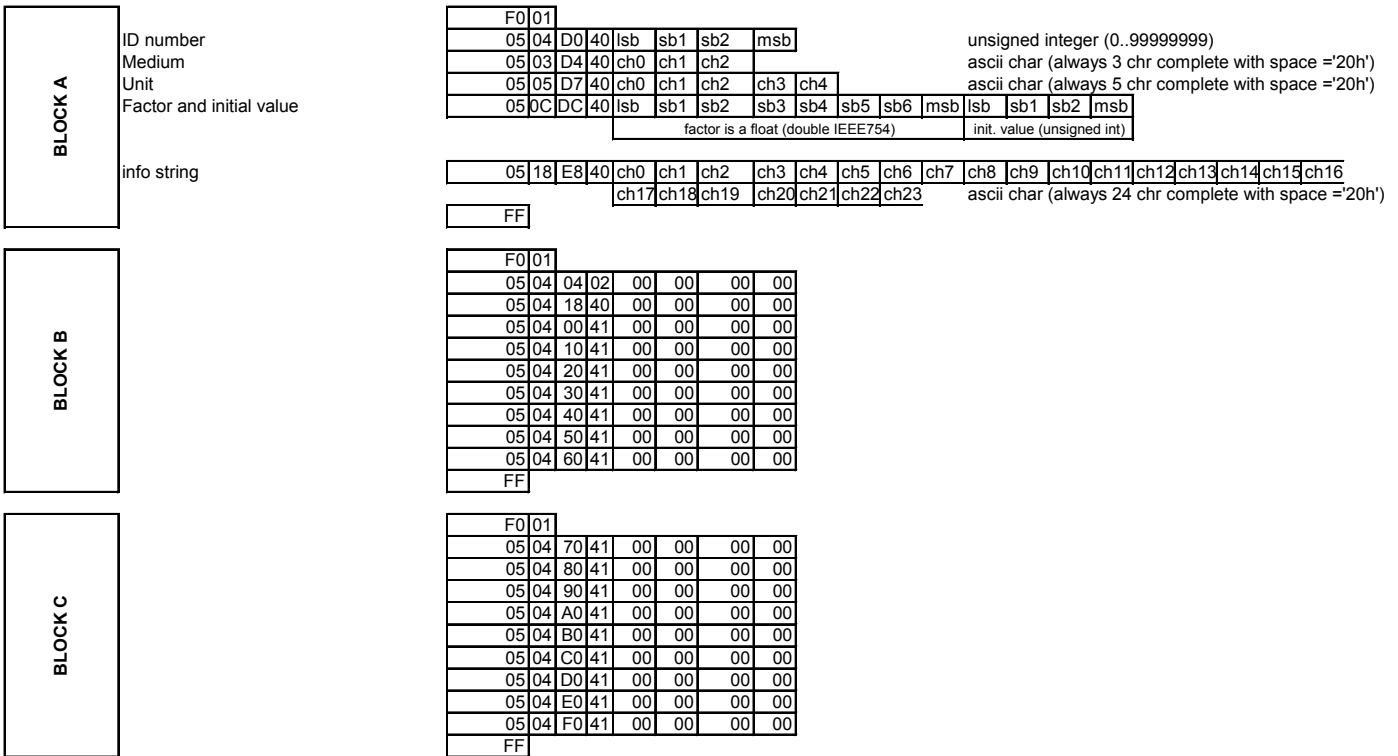 BLOCK A
F0 01
ID number 05 04 D0 40 lsb sb1 sb2 msb unsigned integer (0..99999999)
Medium 05 03 D4 40 ch0 ch1 ch2 ascii char (always 3 chr complete with space ='20h')
Unit 05 05 D7 40 ch0 ch1 ch2 ch3 ch4 ascii char (always 5 chr complete with space ='20h')
Factor and initial value 05 0C DC 40 lsb sb1 sb2 sb3 sb4 sb5 sb6 msb lsb sb1 sb2 msb
factor is a float (double IEEE754) init. value (unsigned int)
info string 05 18 E8 40 ch0 ch1 ch2 ch3 ch4 ch5 ch6 ch7 ch8 ch9 ch10 ch11 ch12 ch13 ch14 ch15 ch16
ch17 ch18 ch19 ch20 ch21 ch22 ch23 ascii char (always 24 chr complete with space ='20h')
FF
BLOCK B
F0 01
05 04 04 02 00 00 00 00
05 04 18 40 00 00 00 00
05 04 00 41 00 00 00 00
05 04 10 41 00 00 00 00
05 04 20 41 00 00 00 00
05 04 30 41 00 00 00 00
05 04 40 41 00 00 00 00
05 04 50 41 00 00 00 00
05 04 60 41 00 00 00 00
FF
BLOCK C
F0 01
05 04 70 41 00 00 00 00
05 04 80 41 00 00 00 00
05 04 90 41 00 00 00 00
05 04 A0 41 00 00 00 00
05 04 B0 41 00 00 00 00
05 04 C0 41 00 00 00 00
05 04 D0 41 00 00 00 00
05 04 E0 41 00 00 00 00
05 04 F0 41 00 00 00 00
FF